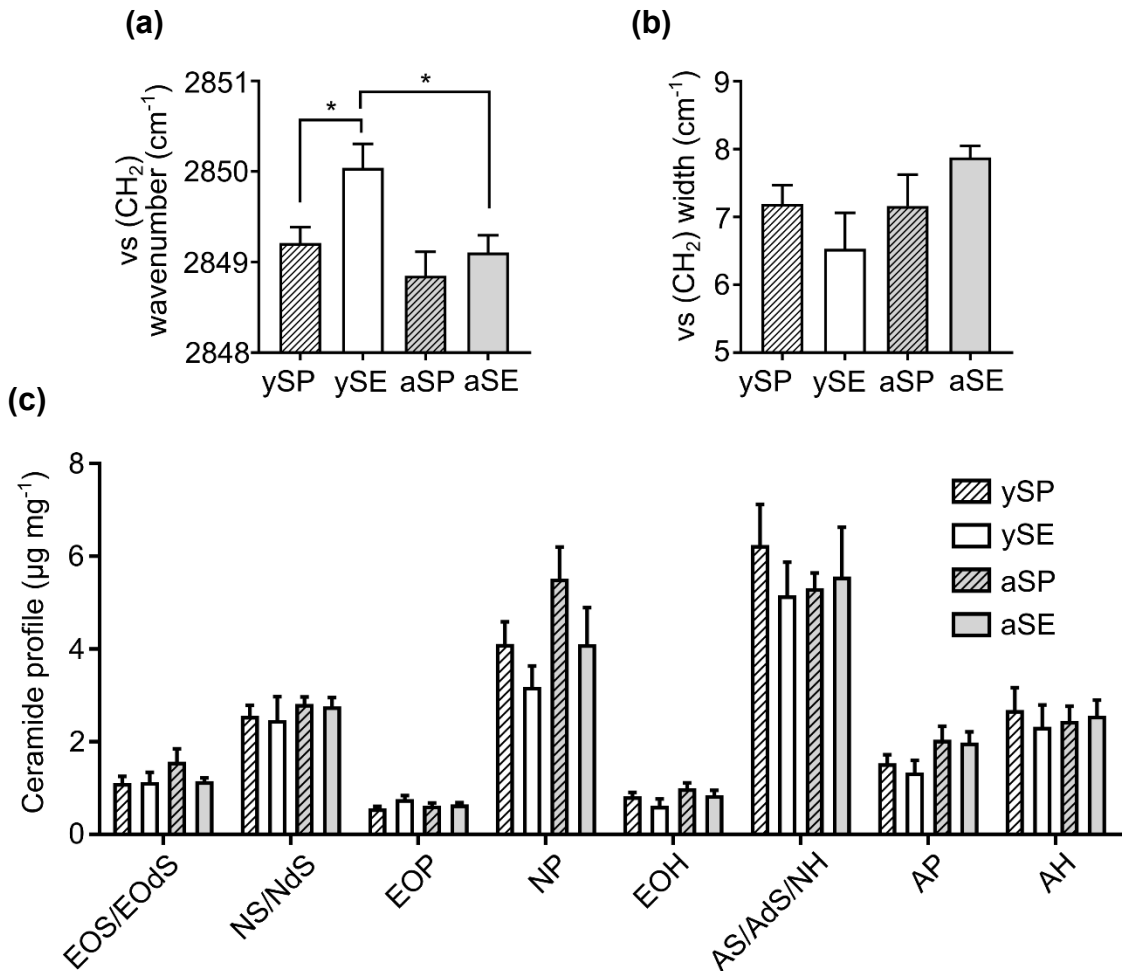 (a)
vs (CH₂)
wavenumber (cm⁻¹)
2851
2850
2849
2848
*
*
ySP ySE aSP aSE
(b)
vs (CH₂) width (cm⁻¹)
9
8
7
6
5
ySP ySE aSP aSE
(c)
Ceramide profile (µg mg⁻¹)
8
6
4
2
0
ySP
ySE
aSP
aSE
EOS/EOdS
NS/NdS
EOP
NP
EOH
AS/AdS/NH
AP
AH